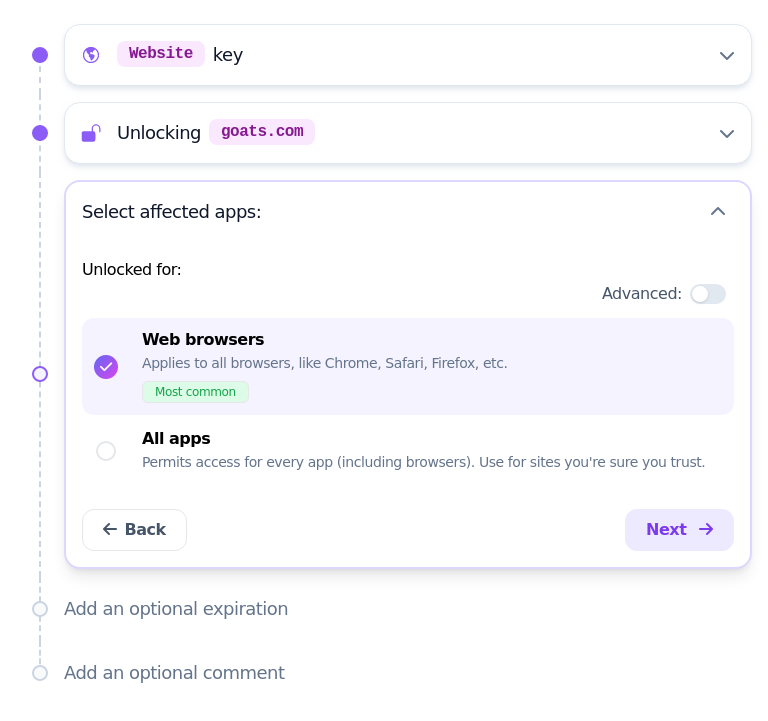 Website key
Unlocking goats.com
Select affected apps:
Unlocked for:
Advanced:
Web browsers
Applies to all browsers, like Chrome, Safari, Firefox, etc.
Most common
All apps
Permits access for every app (including browsers). Use for sites you're sure you trust.
Back
Next
Add an optional expiration
Add an optional comment